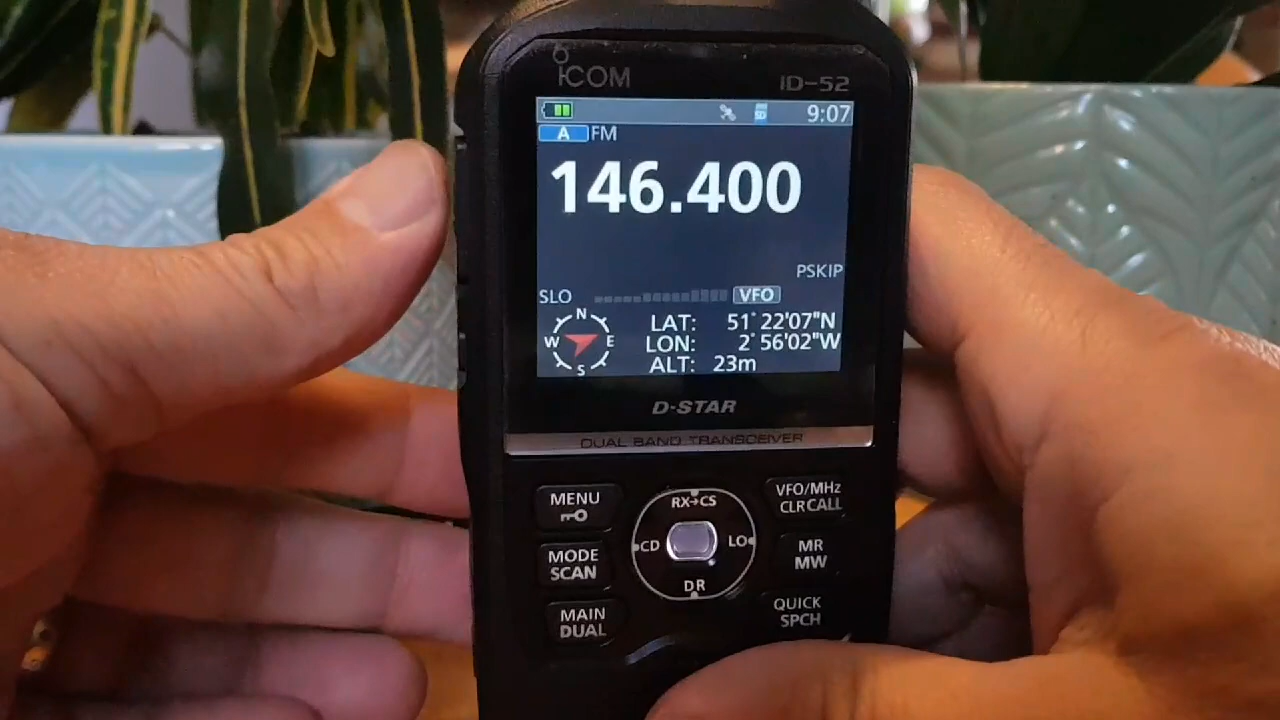 ICOM ID-52
SD 9:07
A FM
146.400
PSKIP
SLO VFO
N
W E
S
LAT: 51°22'07"N
LON: 2°56'02"W
ALT: 23m
D-STAR
DUAL BAND TRANSCEIVER
MENU
RX→CS
VFO/MHz
CLR CALL
MODE
SCAN
CD
LO
MR
MW
DR
MAIN
DUAL
QUICK
SPCH